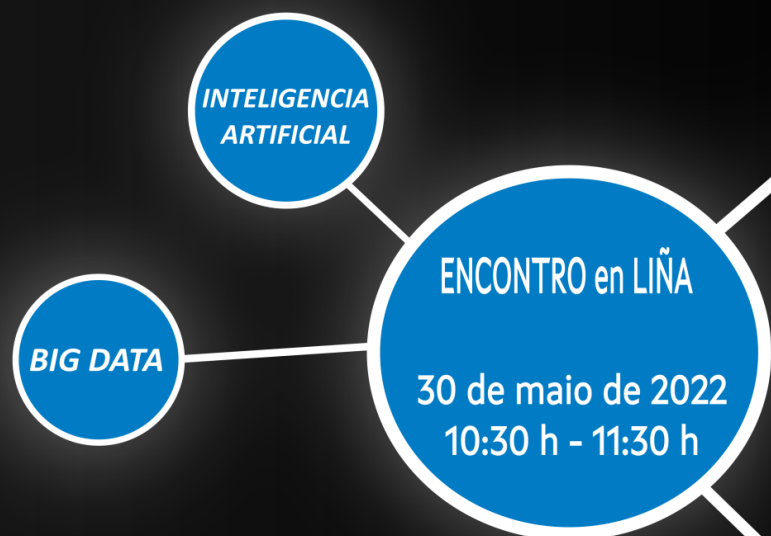 INTELIGENCIA
ARTIFICIAL
BIG DATA
ENCONTRO en LIÑA
30 de maio de 2022
10:30 h - 11:30 h